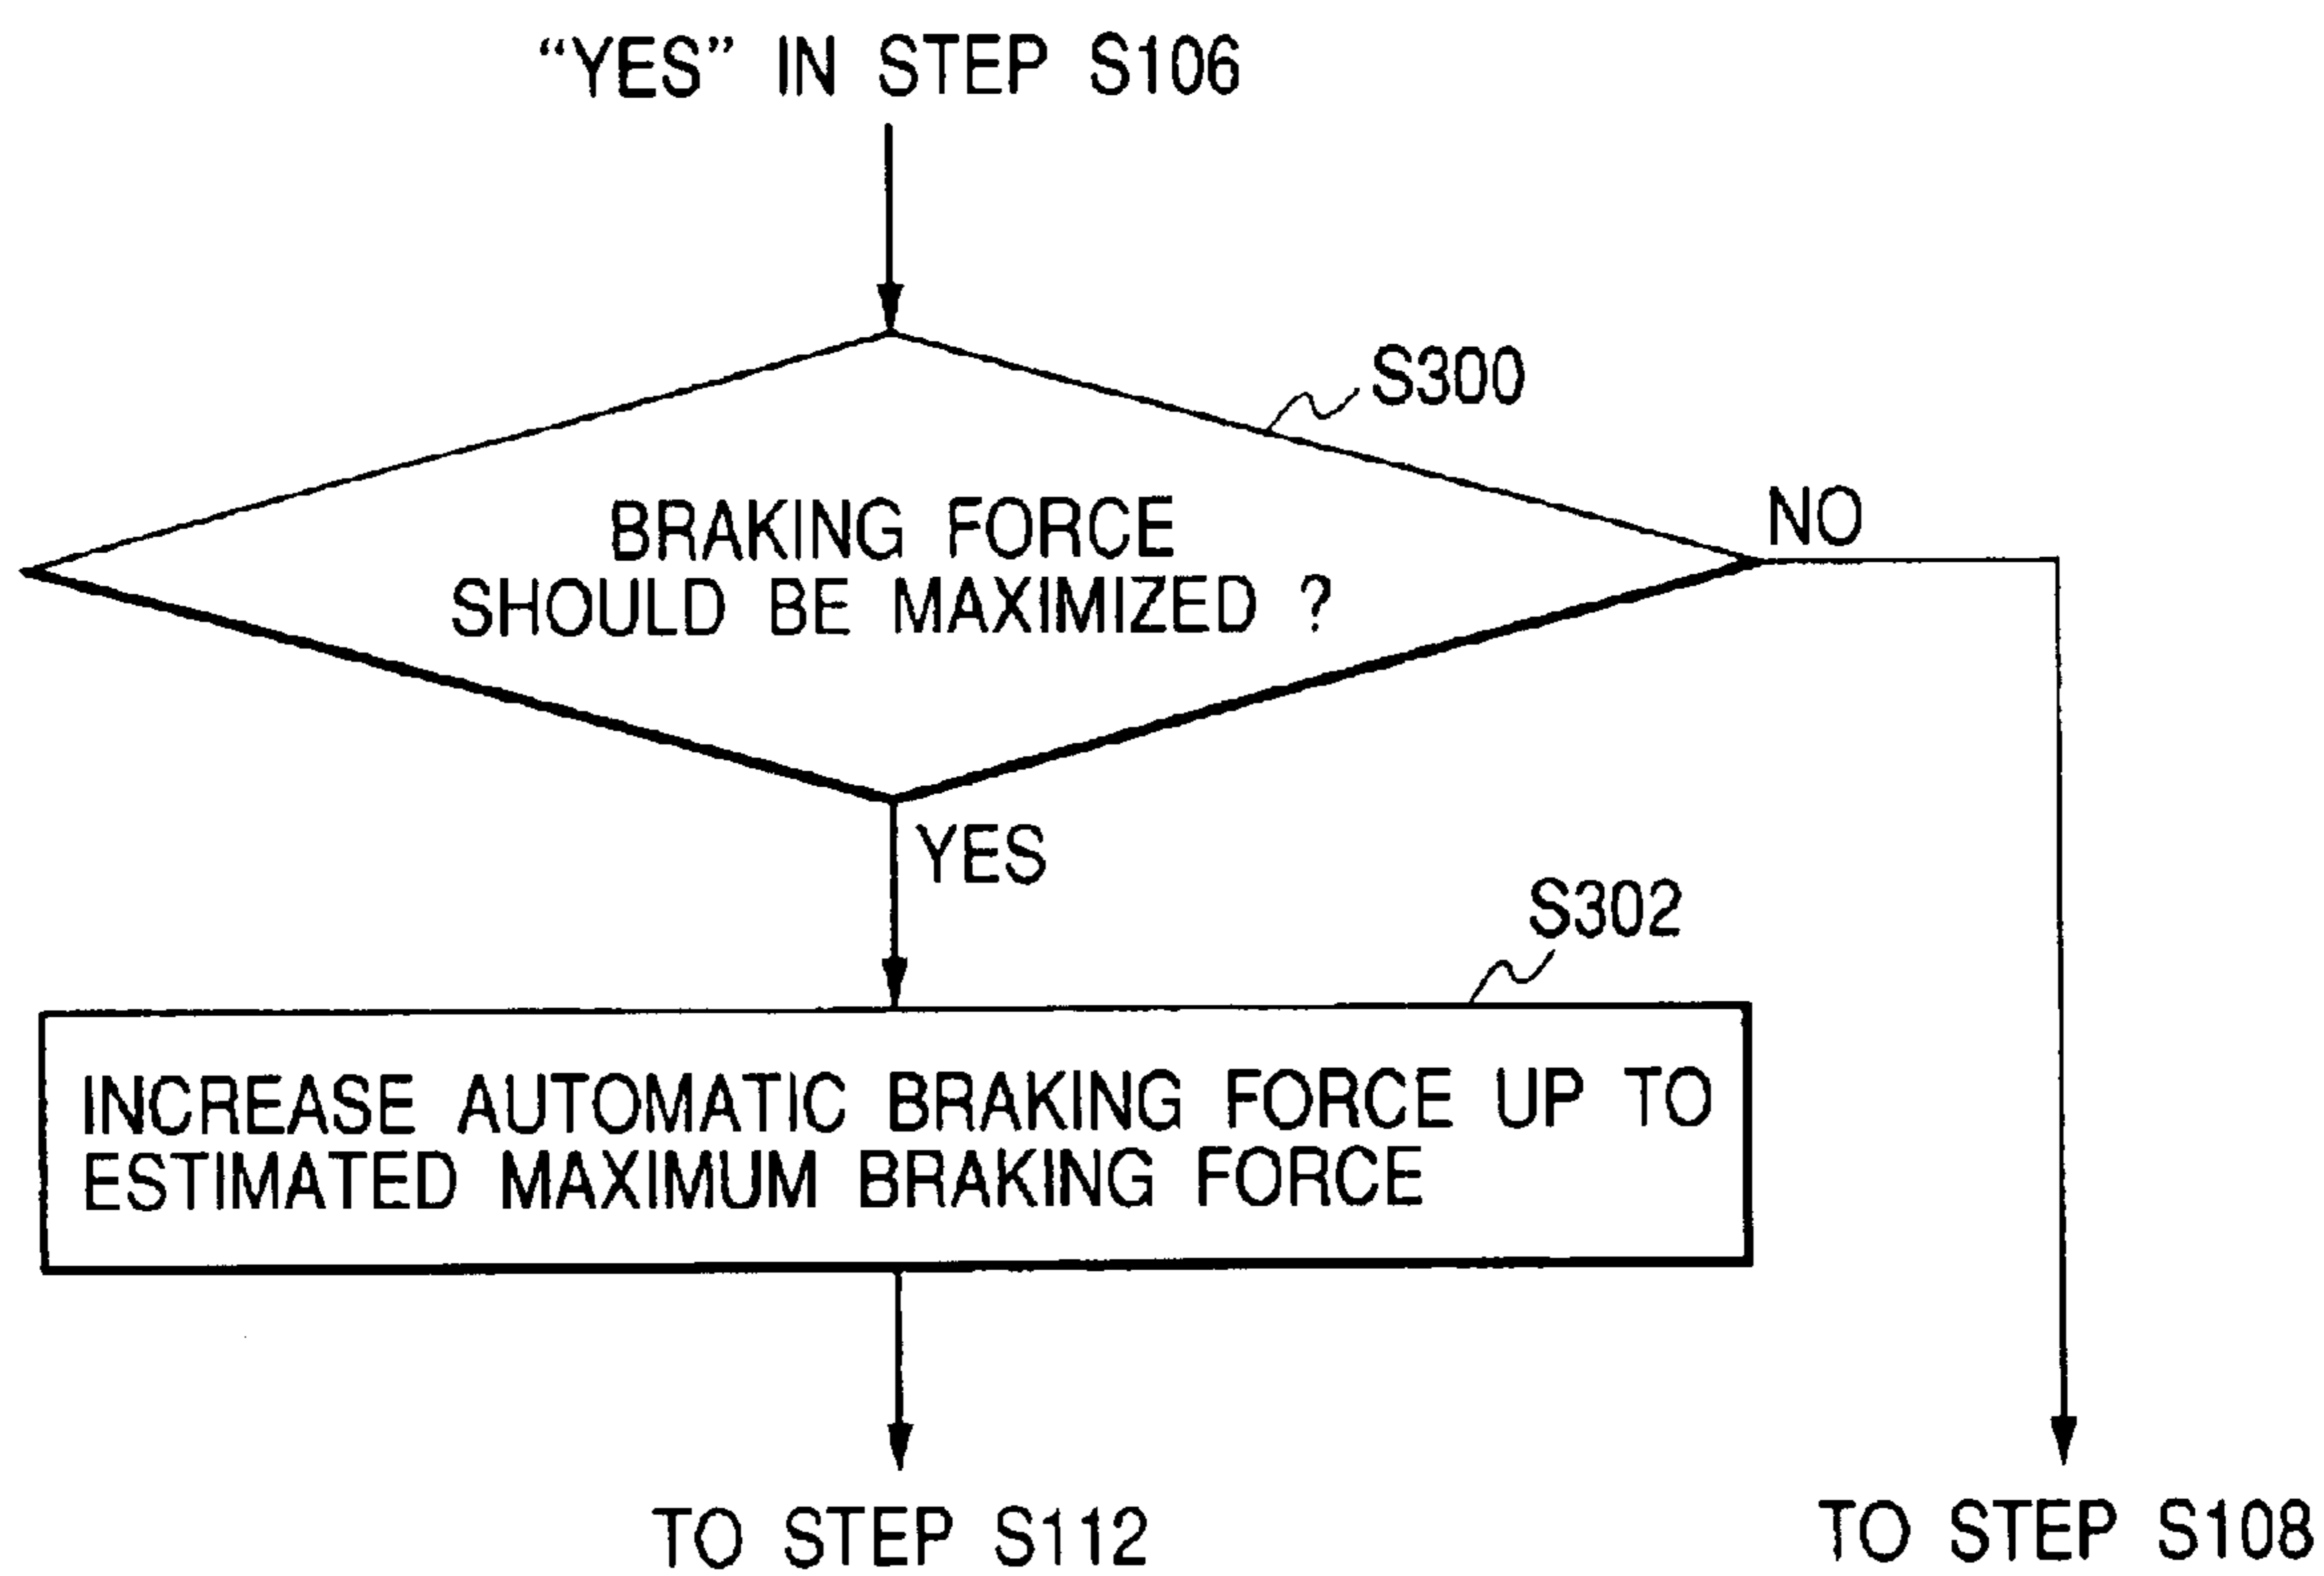 “YES” IN STEP S106
S300
BRAKING FORCE
SHOULD BE MAXIMIZED ?
NO
YES
S302
INCREASE AUTOMATIC BRAKING FORCE UP TO
ESTIMATED MAXIMUM BRAKING FORCE
TO STEP S112
TO STEP S108